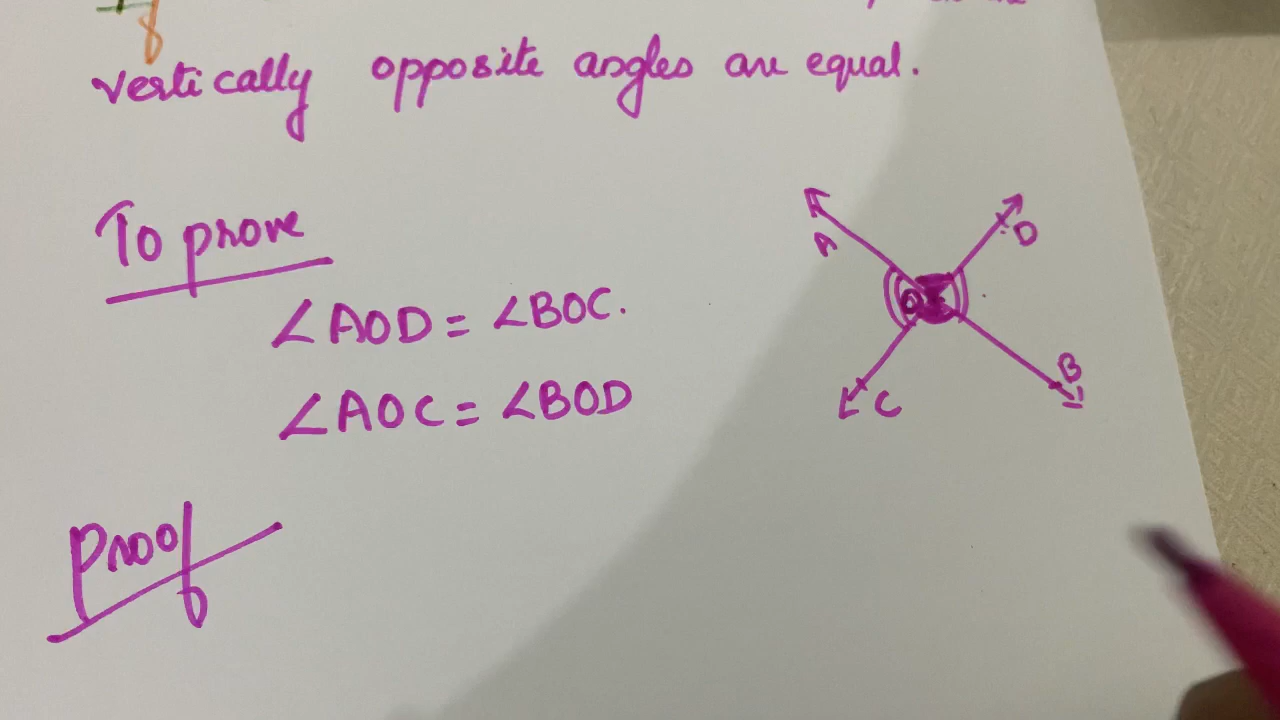 vertically opposite angles are equal.
To prove
∠AOD = ∠BOC.
∠AOC = ∠BOD
Proof
A
D
O
B
C